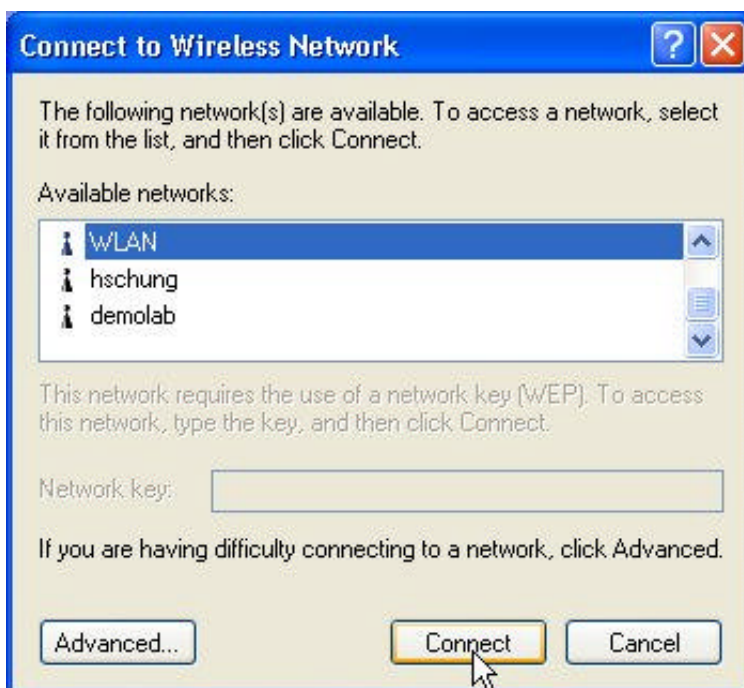 Connect to Wireless Network
The following network(s) are available. To access a network, select
it from the list, and then click Connect.
Available networks:
WLAN
hschung
demolab
This network requires the use of a network key (WEP). To access
this network, type the key, and then click Connect.
Network key:
If you are having difficulty connecting to a network, click Advanced.
Advanced... Connect Cancel